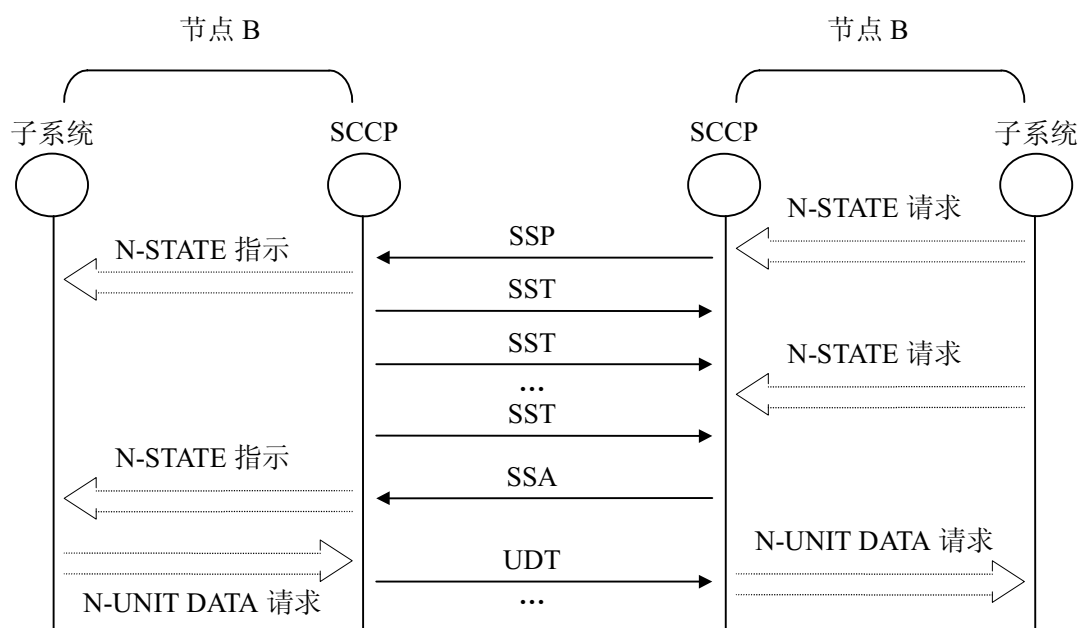 节点 B
节点 B
子系统
SCCP
SCCP
子系统
N-STATE 请求
SSP
N-STATE 指示
SST
SST
N-STATE 请求
...
SST
N-STATE 指示
SSA
N-UNIT DATA 请求
UDT
N-UNIT DATA 请求
...